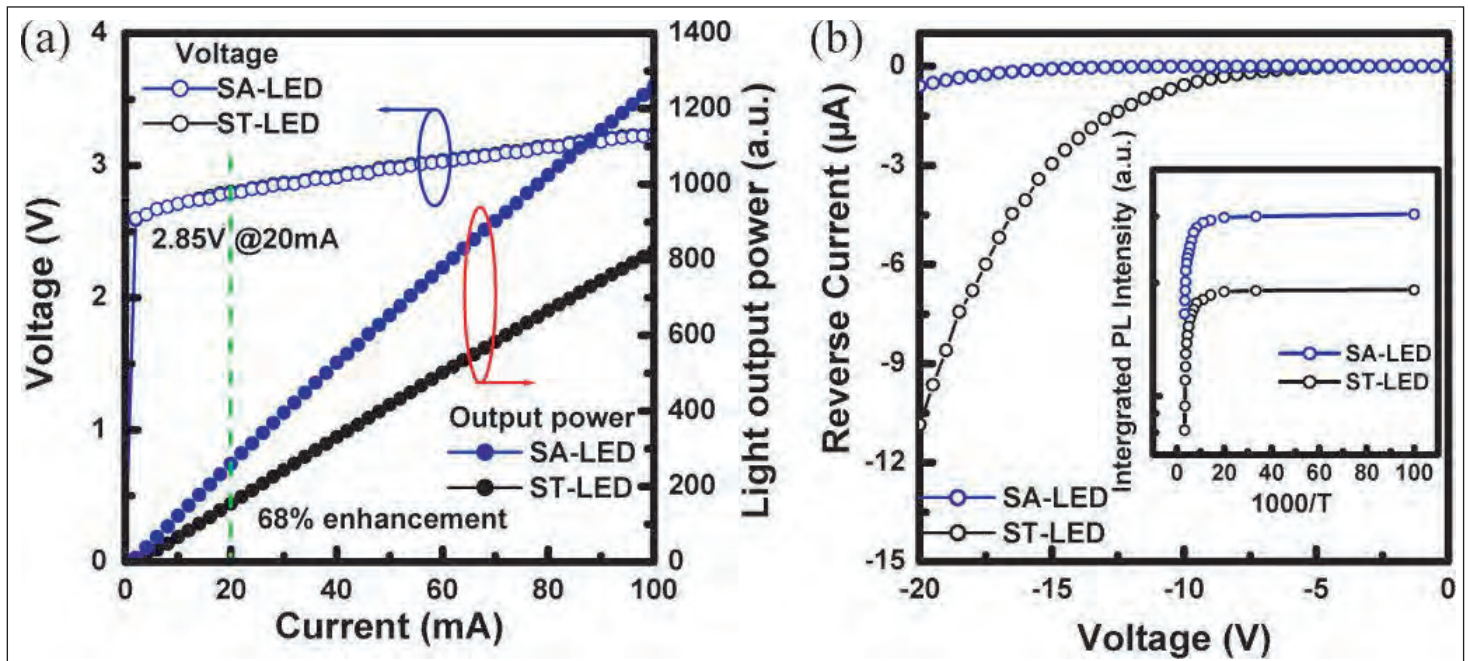 (a)
4
3
2
1
0
Voltage (V)
Voltage
SA-LED
ST-LED
2.85V @20mA
Output power
SA-LED
ST-LED
68% enhancement
0 20 40 60 80 100
Current (mA)
1400
1200
1000
800
600
400
200
0
Light output power (a.u.)
(b)
0
-3
-6
-9
-12
-15
Reverse Current (μA)
SA-LED
ST-LED
-20 -15 -10 -5 0
Voltage (V)
Intergrated PL Intensity (a.u.)
SA-LED
ST-LED
0 20 40 60 80 100
1000/T